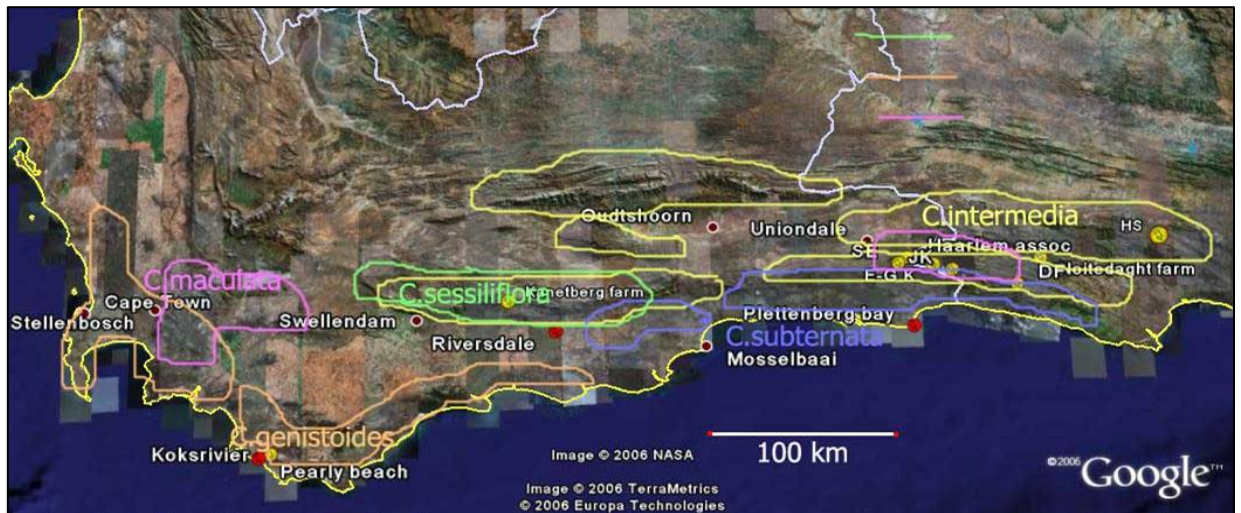 Oudtshoorn
Uniondale
C.intermedia
HS
Haarlem assoc
SE
JK
E-G K
DF
Noitedaght farm
C.maculata
C.sessiliflora
Kanetberg farm
Cape Town
Stellenbosch
Swellendam
Riversdale
Plettenberg bay
C.subternata
Mosselbaai
C.genistoides
Koksrivier
Pearly beach
100 km
Image © 2006 NASA
Image © 2006 TerraMetrics
© 2006 Europa Technologies
©2006
Google™